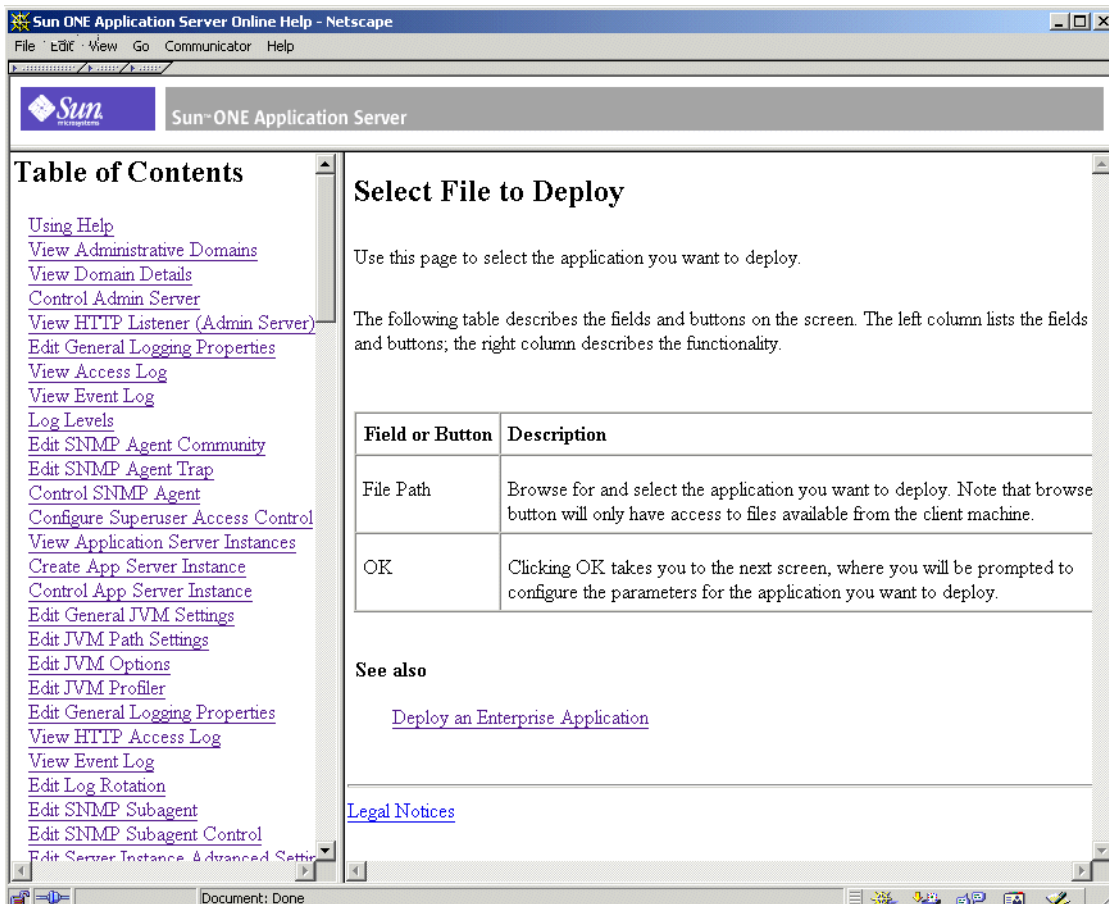 Sun ONE Application Server Online Help - Netscape
File Edit View Go Communicator Help
Sun
microsystems
Sun™ ONE Application Server
Table of Contents
Using Help
View Administrative Domains
View Domain Details
Control Admin Server
View HTTP Listener (Admin Server)
Edit General Logging Properties
View Access Log
View Event Log
Log Levels
Edit SNMP Agent Community
Edit SNMP Agent Trap
Control SNMP Agent
Configure Superuser Access Control
View Application Server Instances
Create App Server Instance
Control App Server Instance
Edit General JVM Settings
Edit JVM Path Settings
Edit JVM Options
Edit JVM Profiler
Edit General Logging Properties
View HTTP Access Log
View Event Log
Edit Log Rotation
Edit SNMP Subagent
Edit SNMP Subagent Control
Edit Server Instance Advanced Settin
Select File to Deploy
Use this page to select the application you want to deploy.
The following table describes the fields and buttons on the screen. The left column lists the fields
and buttons; the right column describes the functionality.
Field or Button Description
File Path Browse for and select the application you want to deploy. Note that browse
button will only have access to files available from the client machine.
OK Clicking OK takes you to the next screen, where you will be prompted to
configure the parameters for the application you want to deploy.
See also
Deploy an Enterprise Application
Legal Notices
Document: Done